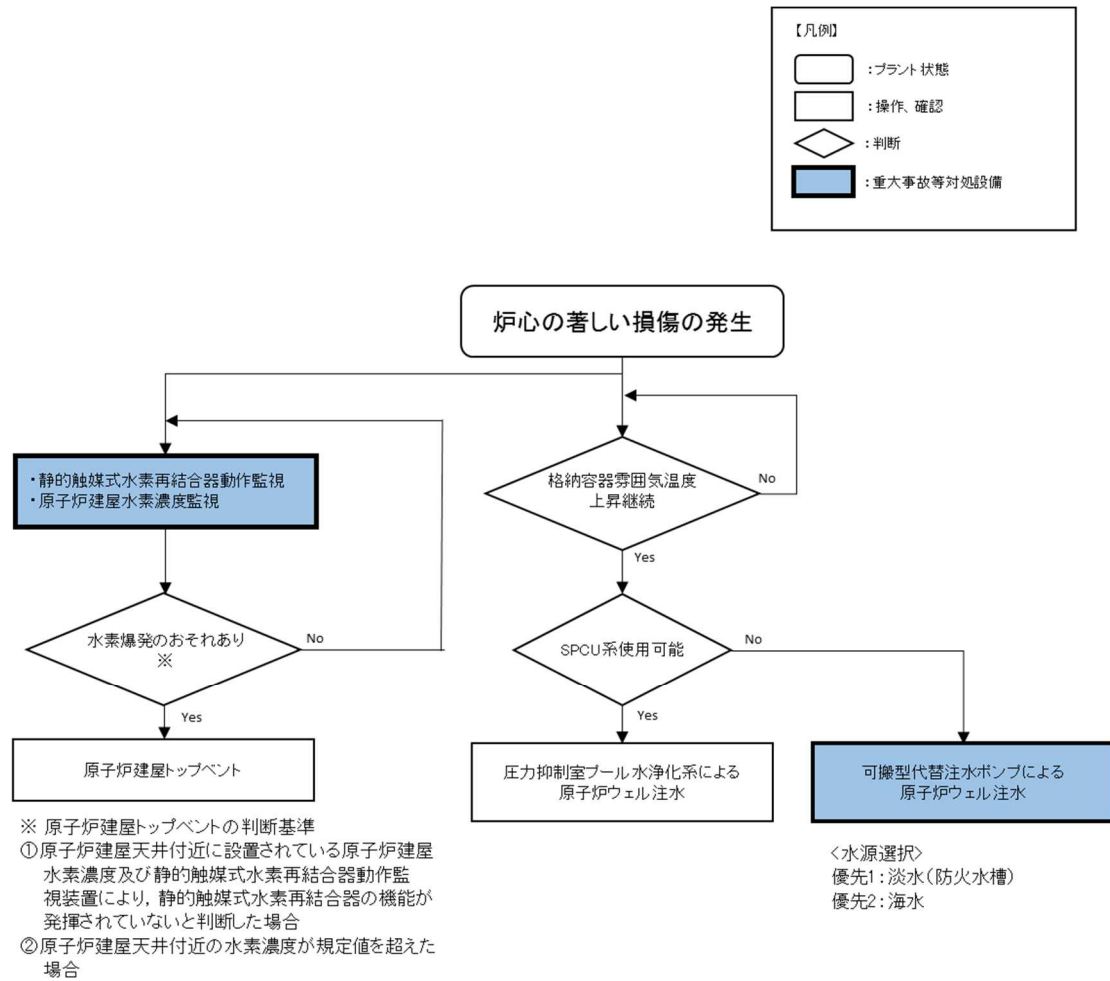 【凡例】
：プラント状態
：操作、確認
：判断
：重大事故等対処設備
炉心の著しい損傷の発生
・静的触媒式水素再結合器動作監視
・原子炉建屋水素濃度監視
格納容器雰囲気温度
上昇継続
No
Yes
水素爆発のおそれあり
※
No
SPCU系使用可能
No
Yes
Yes
原子炉建屋トップベント
圧力抑制室プール水浄化系による
原子炉ウェル注水
可搬型代替注水ポンプによる
原子炉ウェル注水
※ 原子炉建屋トップベントの判断基準
①原子炉建屋天井付近に設置されている原子炉建屋
水素濃度及び静的触媒式水素再結合器動作監
視装置により，静的触媒式水素再結合器の機能が
発揮されていないと判断した場合
②原子炉建屋天井付近の水素濃度が規定値を超えた
場合
＜水源選択＞
優先1：淡水（防火水槽）
優先2：海水